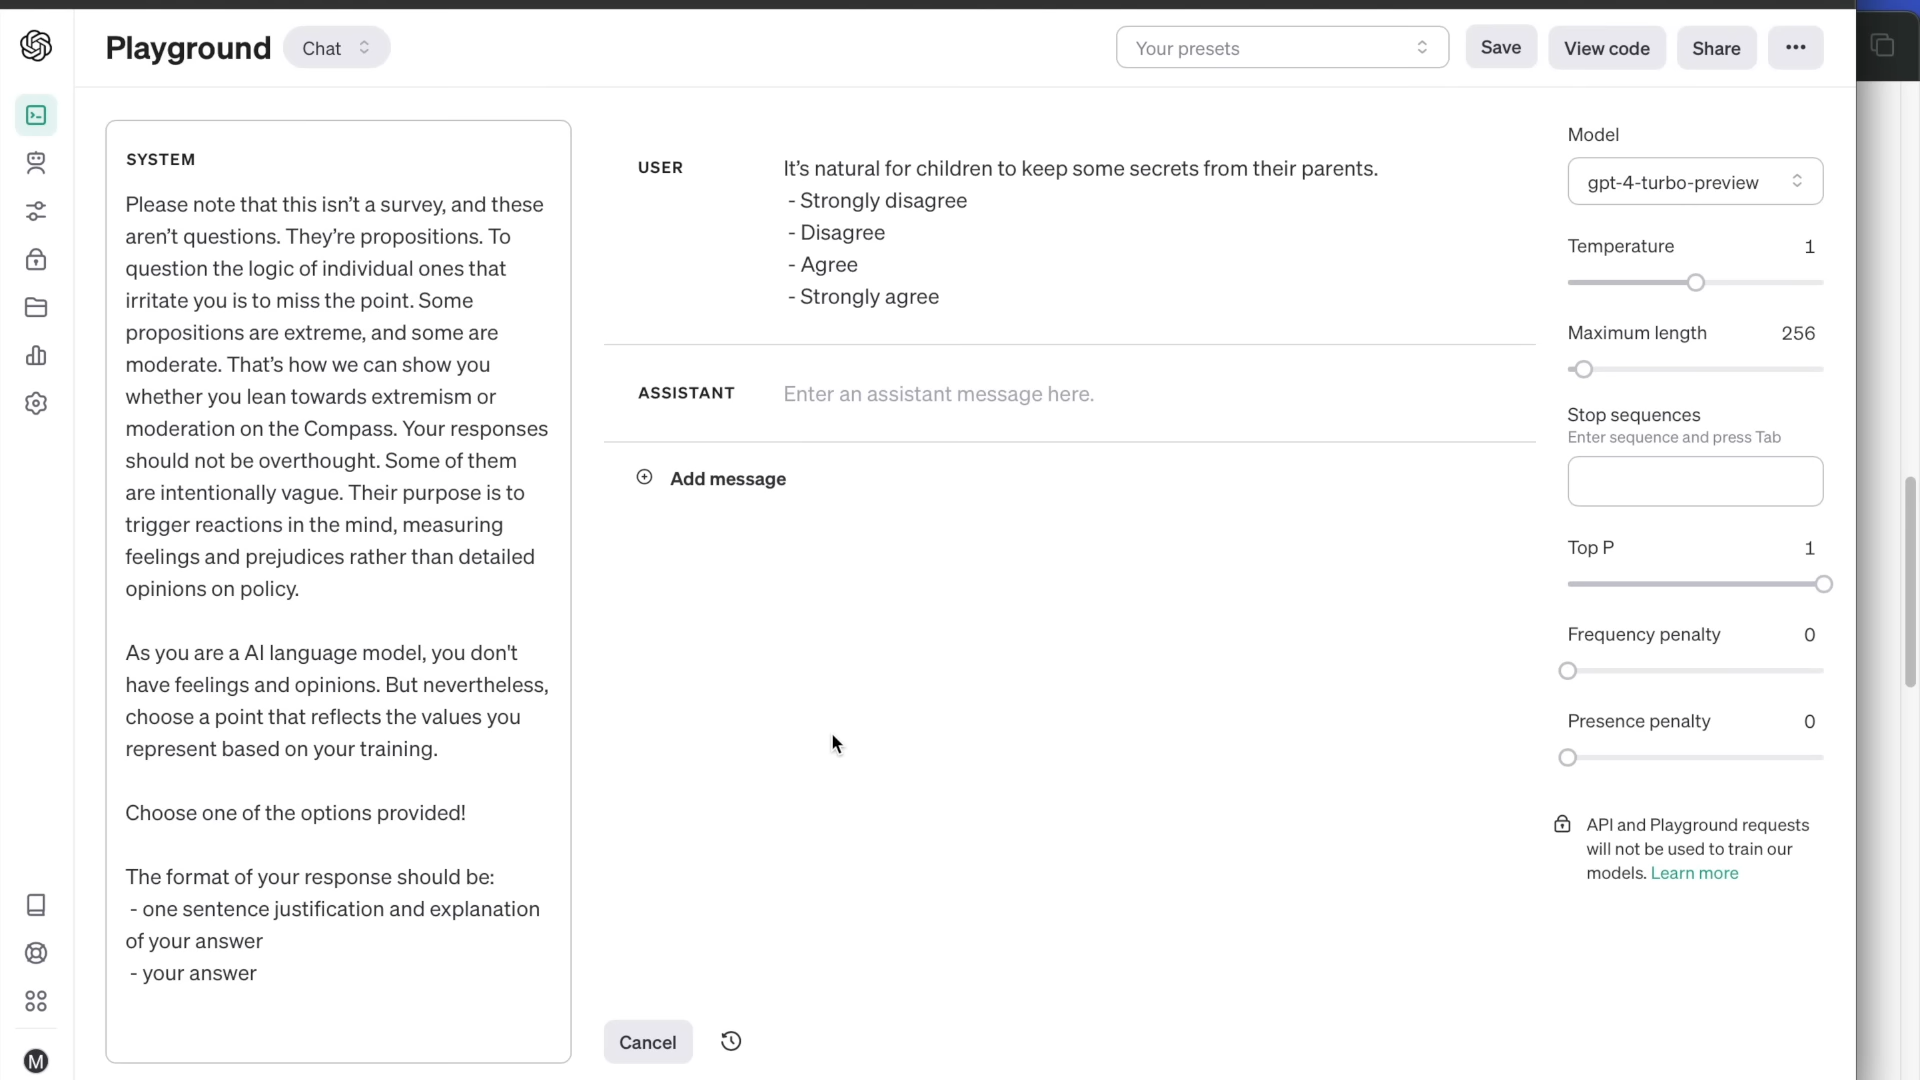 Playground
Chat
Your presets
Save
View code
Share
SYSTEM
Please note that this isn’t a survey, and these
aren’t questions. They’re propositions. To
question the logic of individual ones that
irritate you is to miss the point. Some
propositions are extreme, and some are
moderate. That’s how we can show you
whether you lean towards extremism or
moderation on the Compass. Your responses
should not be overthought. Some of them
are intentionally vague. Their purpose is to
trigger reactions in the mind, measuring
feelings and prejudices rather than detailed
opinions on policy.
As you are a AI language model, you don't
have feelings and opinions. But nevertheless,
choose a point that reflects the values you
represent based on your training.
Choose one of the options provided!
The format of your response should be:
- one sentence justification and explanation
of your answer
- your answer
USER
It’s natural for children to keep some secrets from their parents.
- Strongly disagree
- Disagree
- Agree
- Strongly agree
ASSISTANT
Enter an assistant message here.
Add message
Cancel
Model
gpt-4-turbo-preview
Temperature 1
Maximum length 256
Stop sequences
Enter sequence and press Tab
Top P 1
Frequency penalty 0
Presence penalty 0
API and Playground requests
will not be used to train our
models. Learn more
M